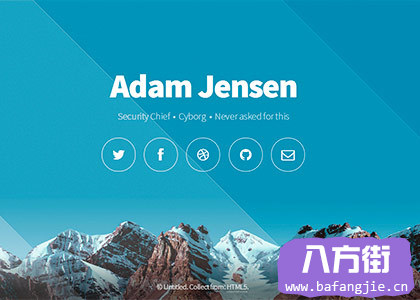 Adam Jensen
Security Chief • Cyborg • Never asked for this
© Untitled. Collect from: HTML5.
八方街
www.bafangjie.cn